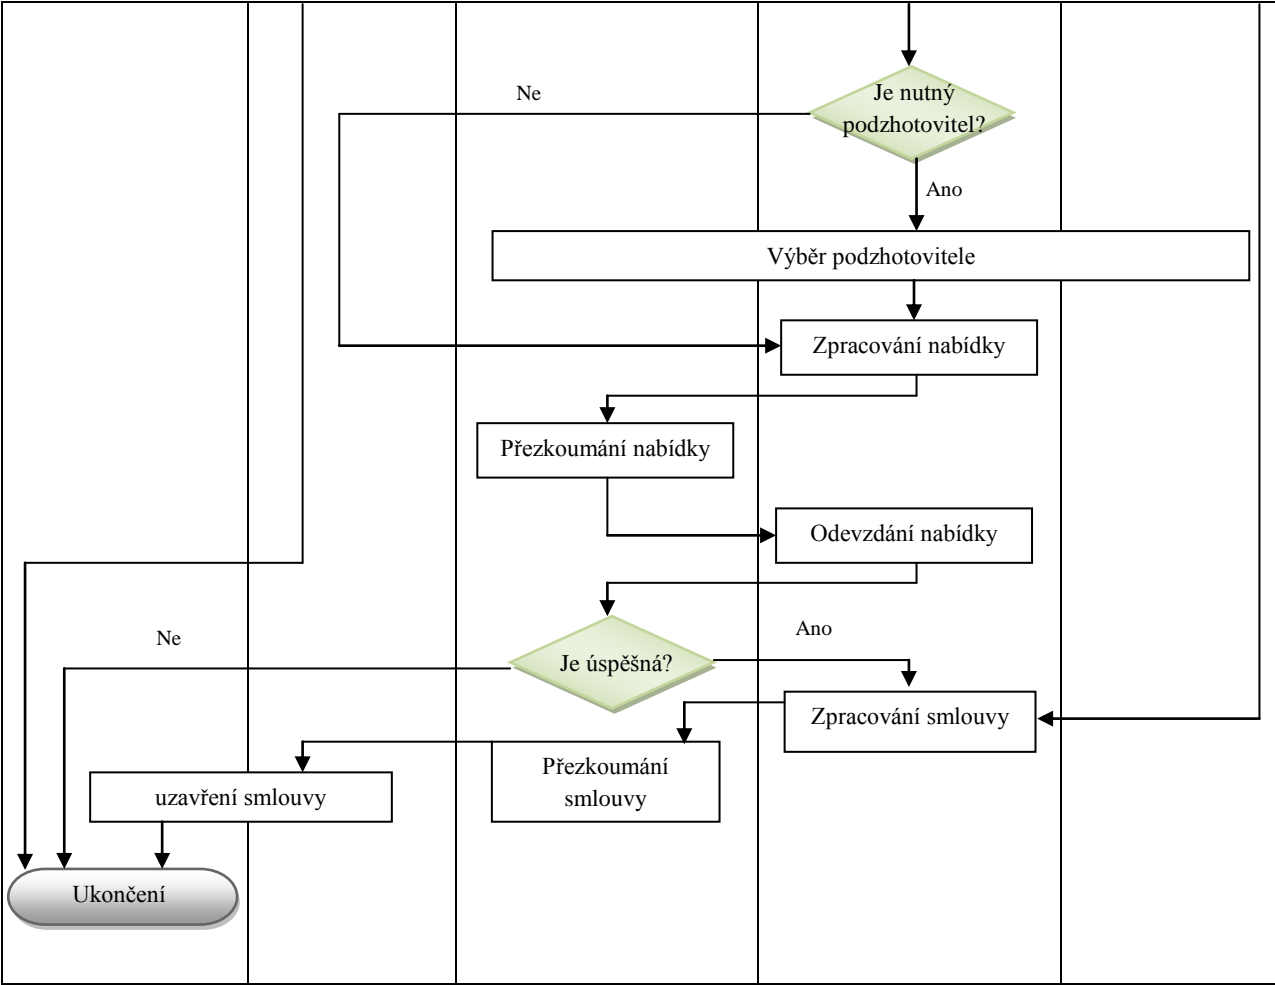 Je nutný
podzhotovitel?
Ne
Ano
Výběr podzhotovitele
Zpracování nabídky
Přezkoumání nabídky
Odevzdání nabídky
Ano
Ne
Je úspěšná?
Zpracování smlouvy
Přezkoumání
smlouvy
uzavření smlouvy
Ukončení